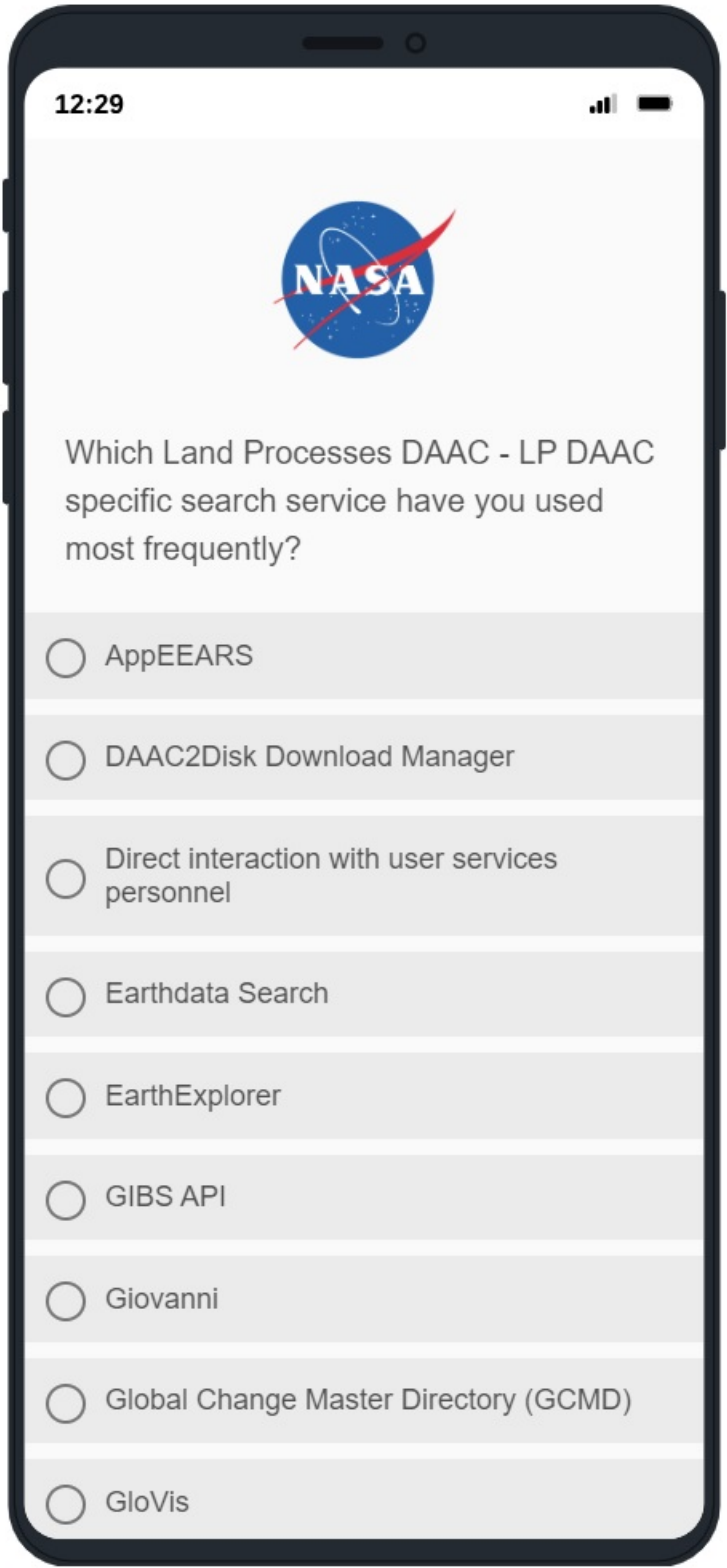 12:29
NASA
Which Land Processes DAAC - LP DAAC
specific search service have you used
most frequently?
AppEEARS
DAAC2Disk Download Manager
Direct interaction with user services
personnel
Earthdata Search
EarthExplorer
GIBS API
Giovanni
Global Change Master Directory (GCMD)
GloVis